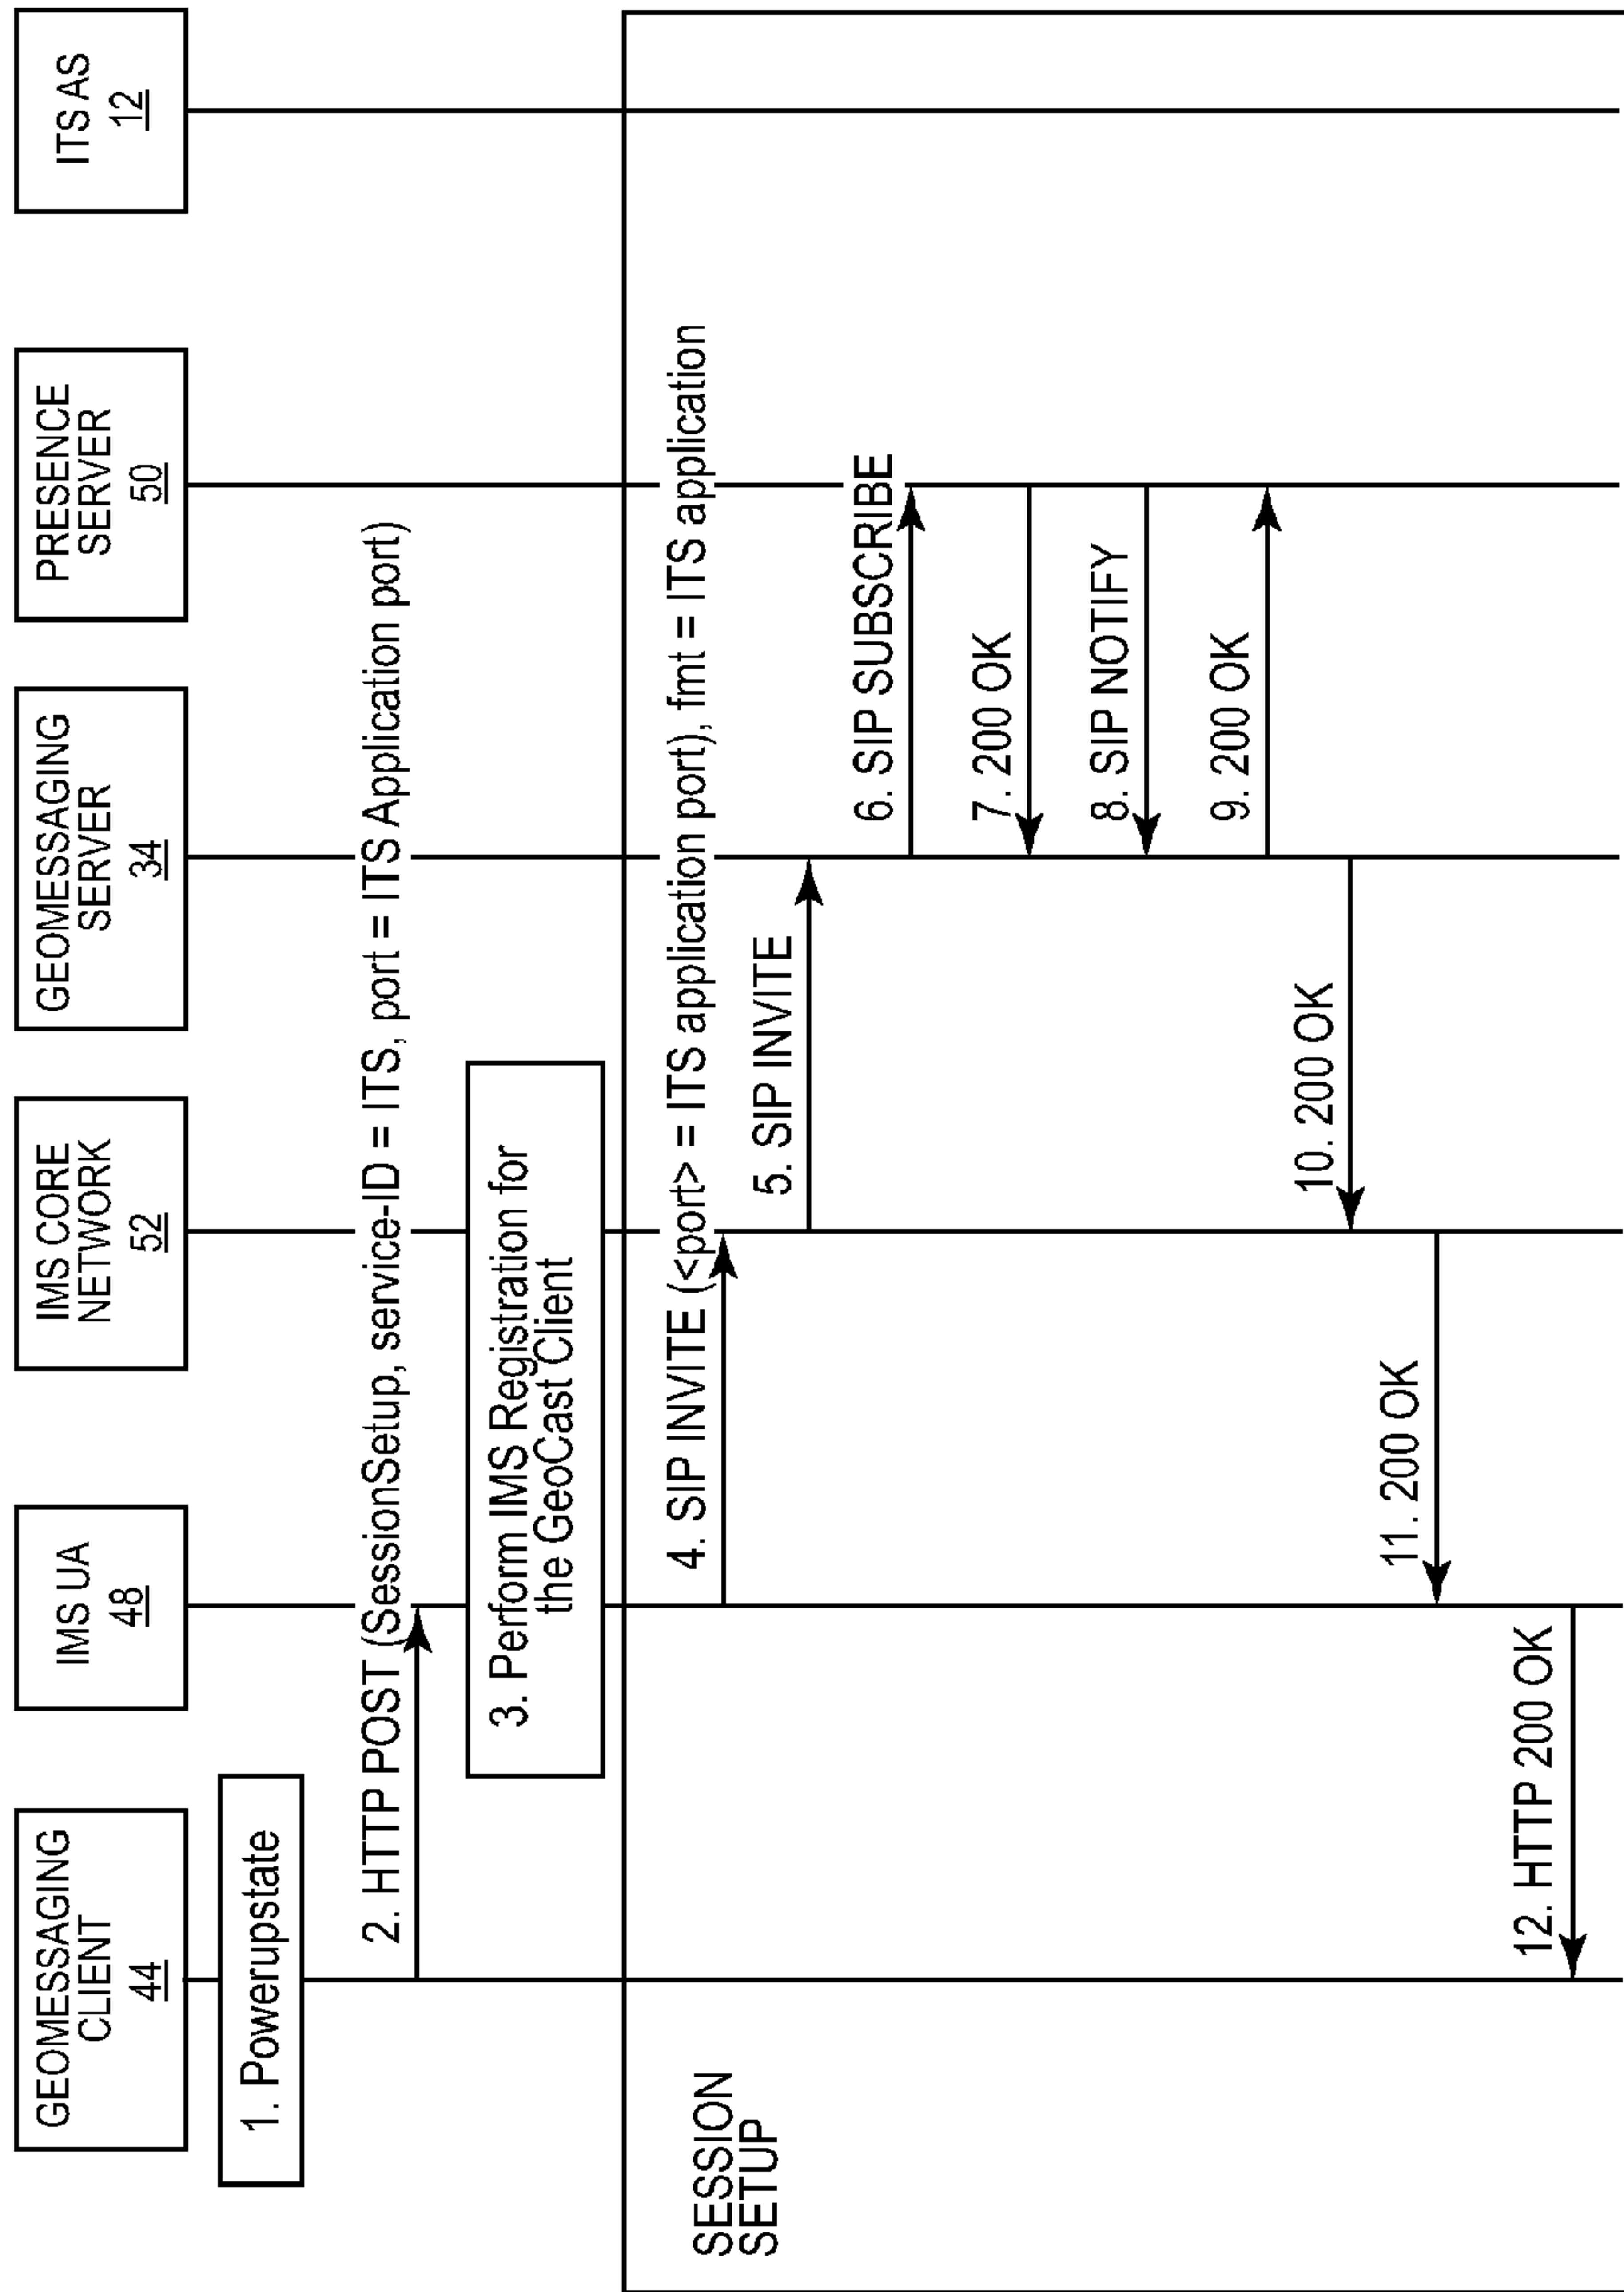 GEOMESSAGING
CLIENT
44
IMS UA
48
IMS CORE
NETWORK
52
GEOMESSAGING
SERVER
34
PRESENCE
SERVER
50
ITS AS
12
1. Powerupstate
2. HTTP POST (SessionSetup, service-ID = ITS, port = ITS Application port)
3. Perform IMS Registration for
the GeoCast Client
SESSION
SETUP
4. SIP INVITE (<port> = ITS application port), fmt = ITS application
5. SIP INVITE
6. SIP SUBSCRIBE
7. 200 OK
8. SIP NOTIFY
9. 200 OK
10. 200 OK
11. 200 OK
12. HTTP 200 OK